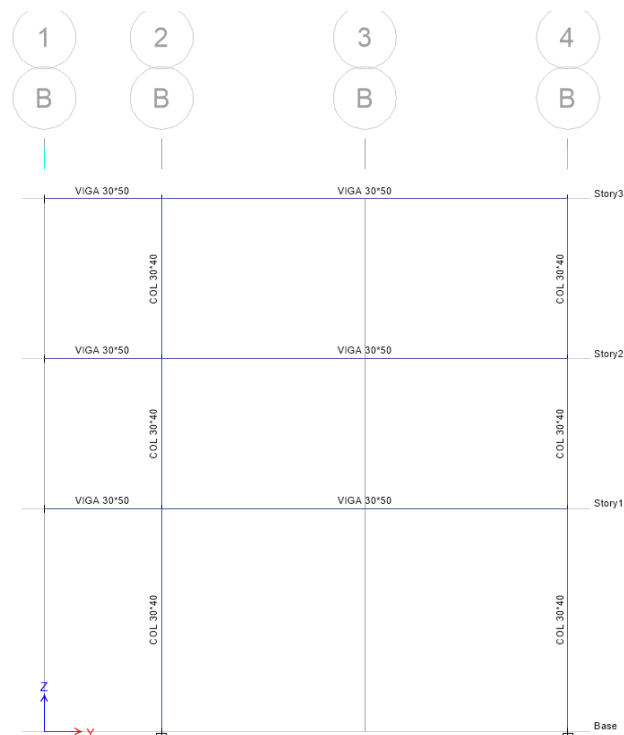 1 2 3 4
B B B B
VIGA 30*50 VIGA 30*50 Story3
COL 30*40 COL 30*40
VIGA 30*50 VIGA 30*50 Story2
COL 30*40 COL 30*40
VIGA 30*50 VIGA 30*50 Story1
COL 30*40 COL 30*40
Z
Y Base